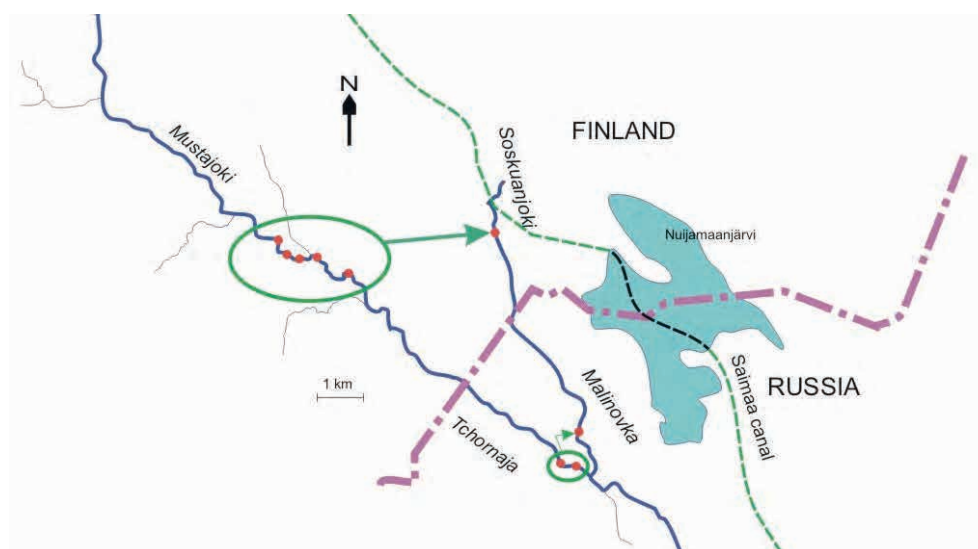 N
FINLAND
Mustajoki
Soskuanjoki
Nuijamaanjärvi
1 km
Saimaa canal
RUSSIA
Malinovka
Tchornaja